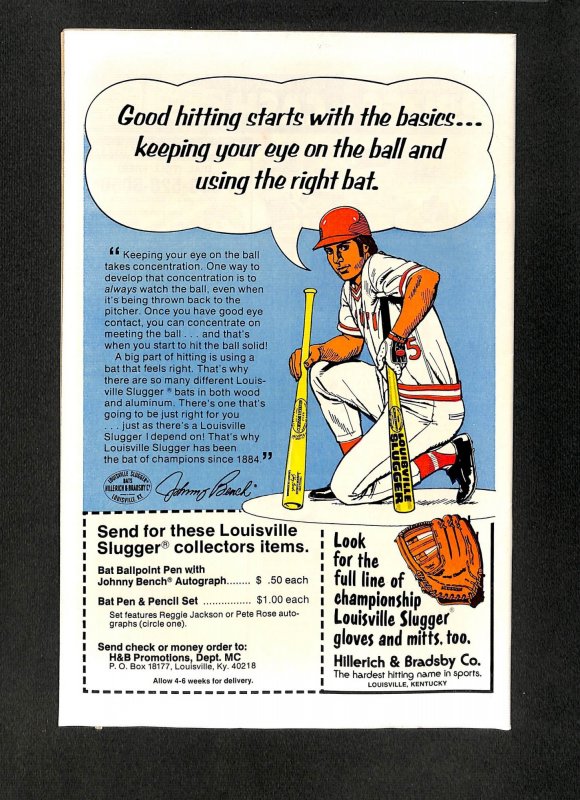 Good hitting starts with the basics...
keeping your eye on the ball and
using the right bat.
“Keeping your eye on the ball
takes concentration. One way to
develop that concentration is to
always watch the ball, even when
it's being thrown back to the
pitcher. Once you have good eye
contact, you can concentrate on
meeting the ball . . . and that's
when you start to hit the ball solid!
A big part of hitting is using a
bat that feels right. That's why
there are so many different Louis-
ville Slugger® bats in both wood
and aluminum. There's one that's
going to be just right for you
. . . just as there's a Louisville
Slugger I depend on! That's why
Louisville Slugger has been
the bat of champions since 1884.”
LOUISVILLE SLUGGER
BATS
HILLERICH & BRADSBY Co
LOUISVILLE, KY.
Johnny Bench
5
LOUISVILLE
SLUGGER
Send for these Louisville
Slugger® collectors items.
Bat Ballpoint Pen with
Johnny Bench® Autograph........ $ .50 each
Bat Pen & Pencil Set ................ $1.00 each
Set features Reggie Jackson or Pete Rose auto-
graphs (circle one).
Send check or money order to:
H&B Promotions, Dept. MC
P. O. Box 18177, Louisville, Ky. 40218
Allow 4-6 weeks for delivery.
Look
for the
full line of
championship
Louisville Slugger®
gloves and mitts, too.
Hillerich & Bradsby Co.
The hardest hitting name in sports.
LOUISVILLE, KENTUCKY